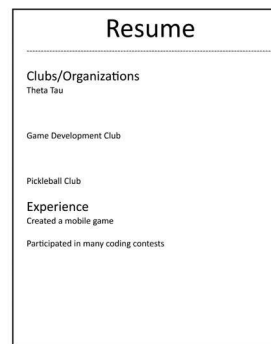 Resume
Clubs/Organizations
Theta Tau
Game Development Club
Pickleball Club
Experience
Created a mobile game
Participated in many coding contests